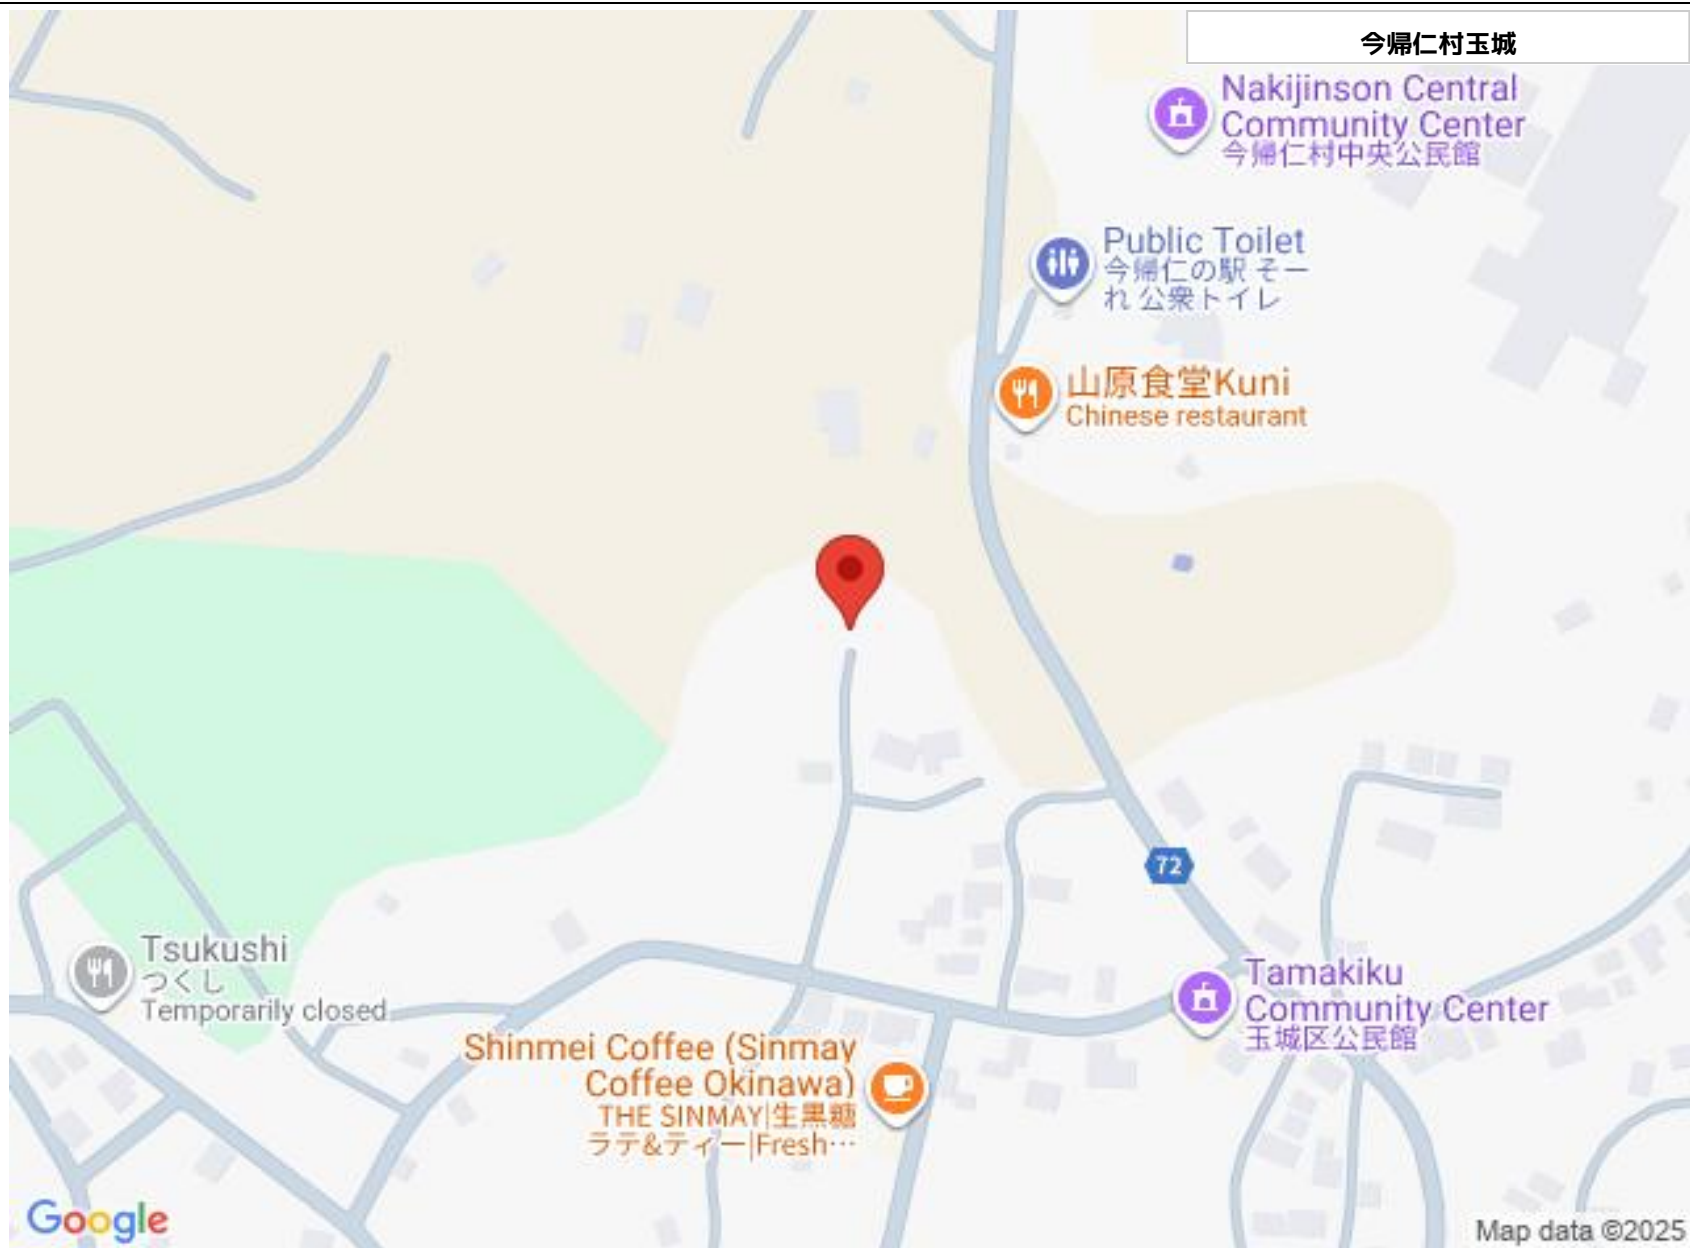 今帰仁村玉城
Nakijinson Central
Community Center
今帰仁村中央公民館
Public Toilet
今帰仁の駅 そー
れ 公衆トイレ
山原食堂Kuni
Chinese restaurant
72
Tsukushi
つくし
Temporarily closed
Tamakiku
Community Center
玉城区公民館
Shinmei Coffee (Sinmay
Coffee Okinawa)
THE SINMAY|生黒糖
ラテ&ティー|Fresh…
Google
Map data ©2025